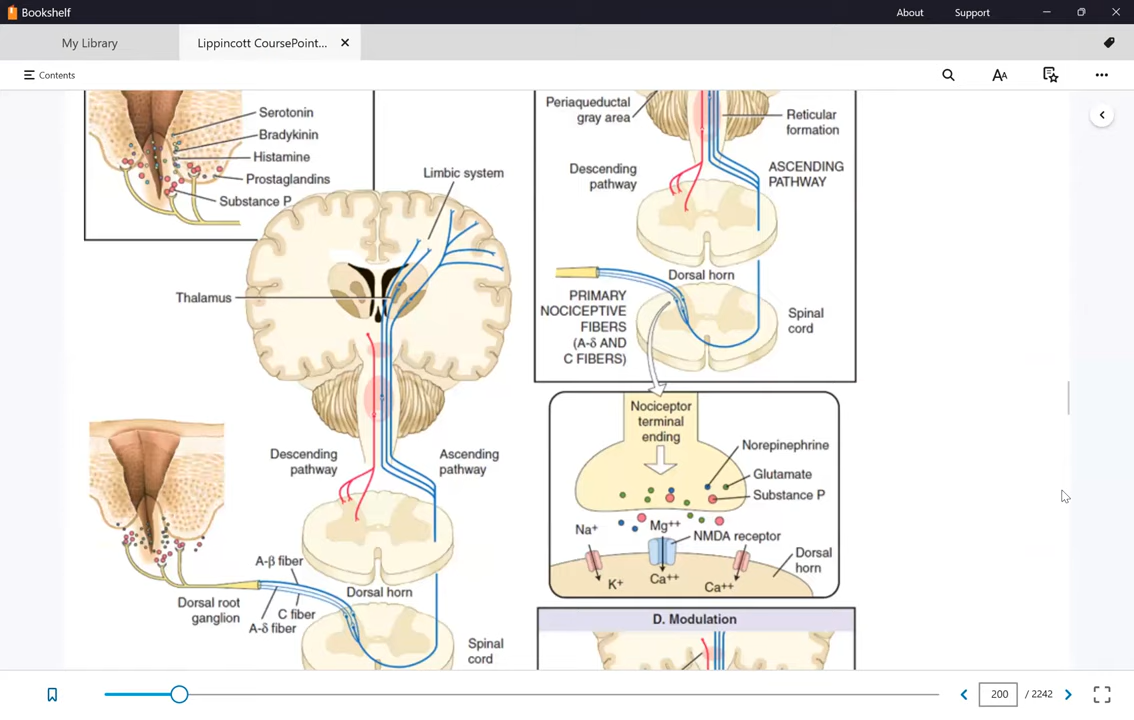 Bookshelf
About
Support
My Library
Lippincott CoursePoint...
Contents
AA
Serotonin
Bradykinin
Histamine
Prostaglandins
Substance P
Limbic system
Thalamus
Descending
pathway
Ascending
pathway
A-β fiber
Dorsal root
ganglion
C fiber
A-δ fiber
Dorsal horn
Spinal
cord
Periaqueductal
gray area
Reticular
formation
Descending
pathway
ASCENDING
PATHWAY
Dorsal horn
PRIMARY
NOCICEPTIVE
FIBERS
(A-δ AND
C FIBERS)
Spinal
cord
Nociceptor
terminal
ending
Norepinephrine
Glutamate
Substance P
Na+
Mg++
NMDA receptor
Dorsal
horn
K+
Ca++
Ca++
D. Modulation
200 / 2242